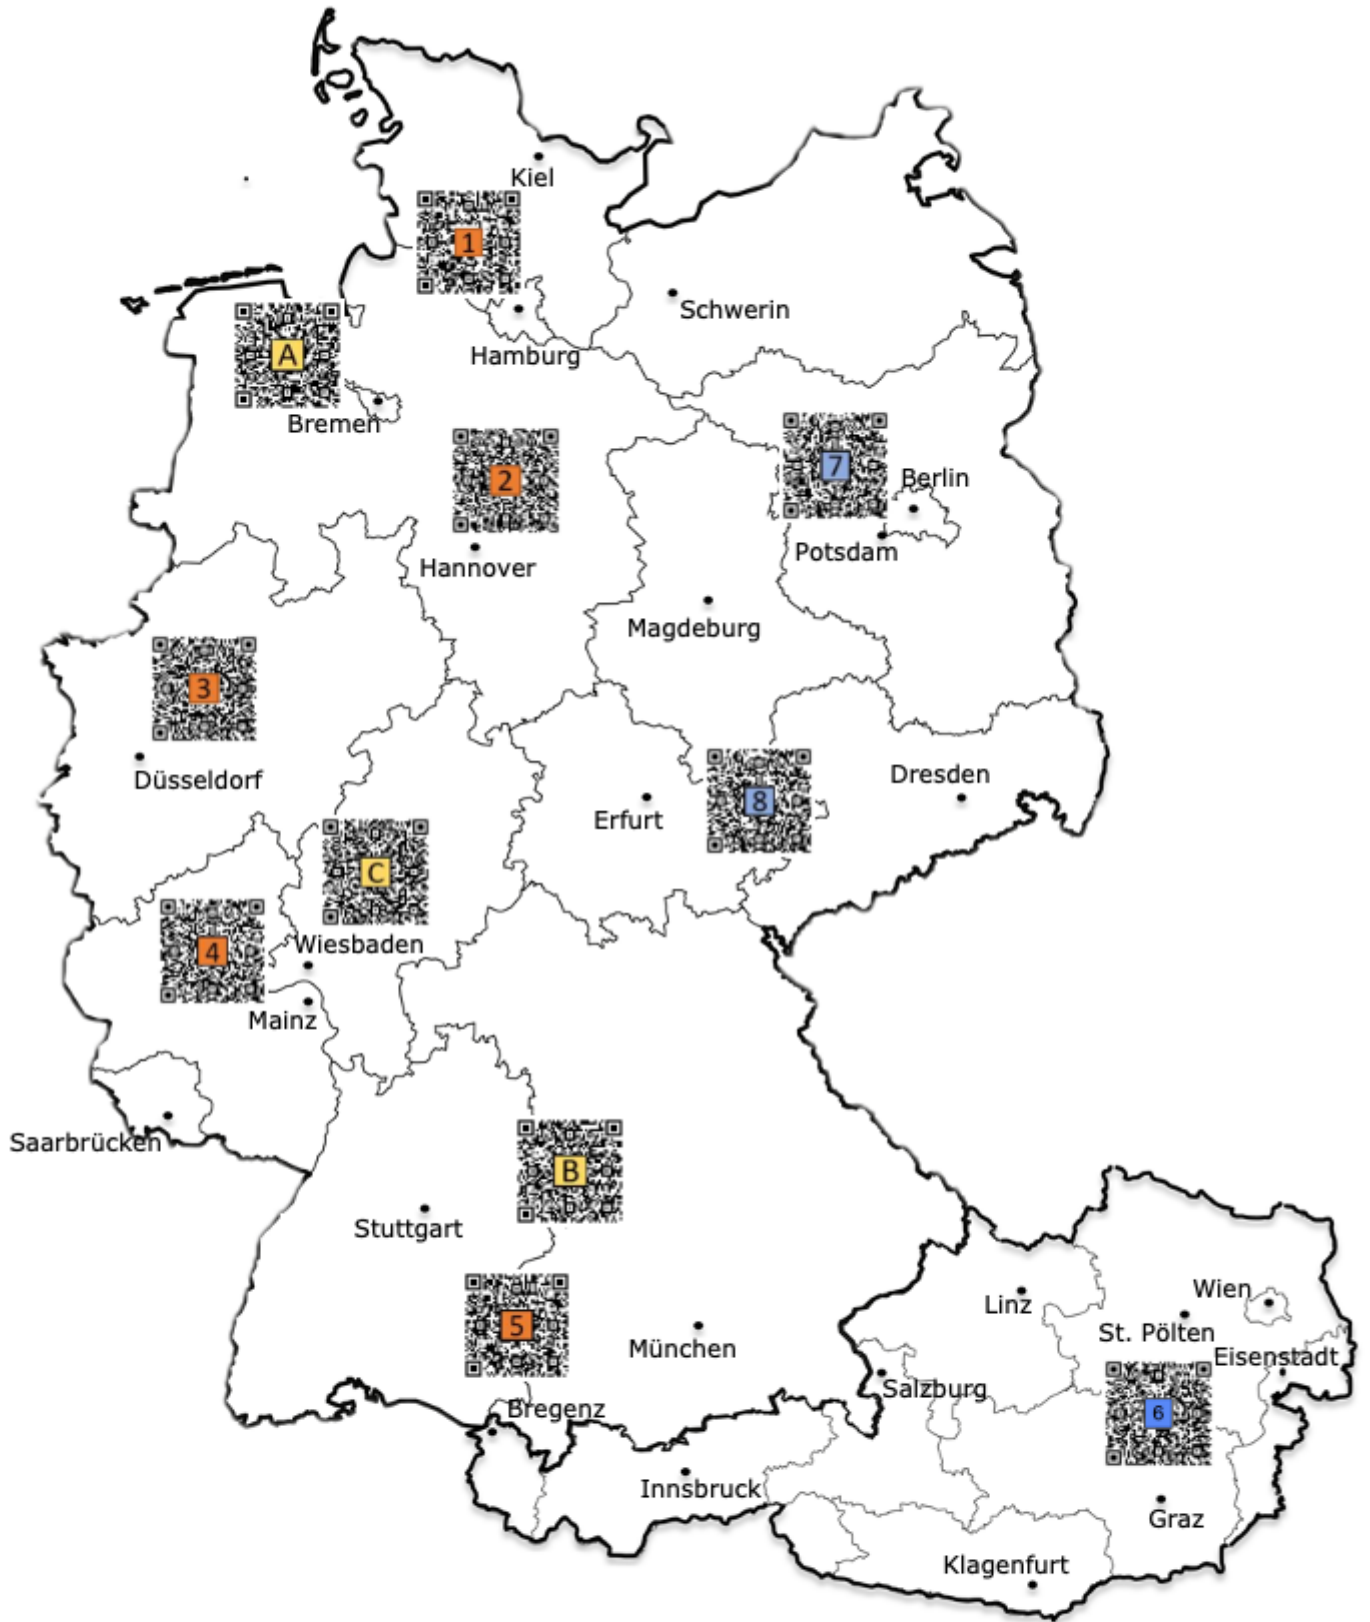 Kiel
1
Schwerin
Hamburg
A
Bremen
7
2
Berlin
Potsdam
Hannover
Magdeburg
3
Düsseldorf
Dresden
8
Erfurt
C
Wiesbaden
4
Mainz
Saarbrücken
B
Stuttgart
Wien
Linz
5
St. Pölten
München
Eisenstadt
Salzburg
Bregenz
6
Innsbruck
Graz
Klagenfurt